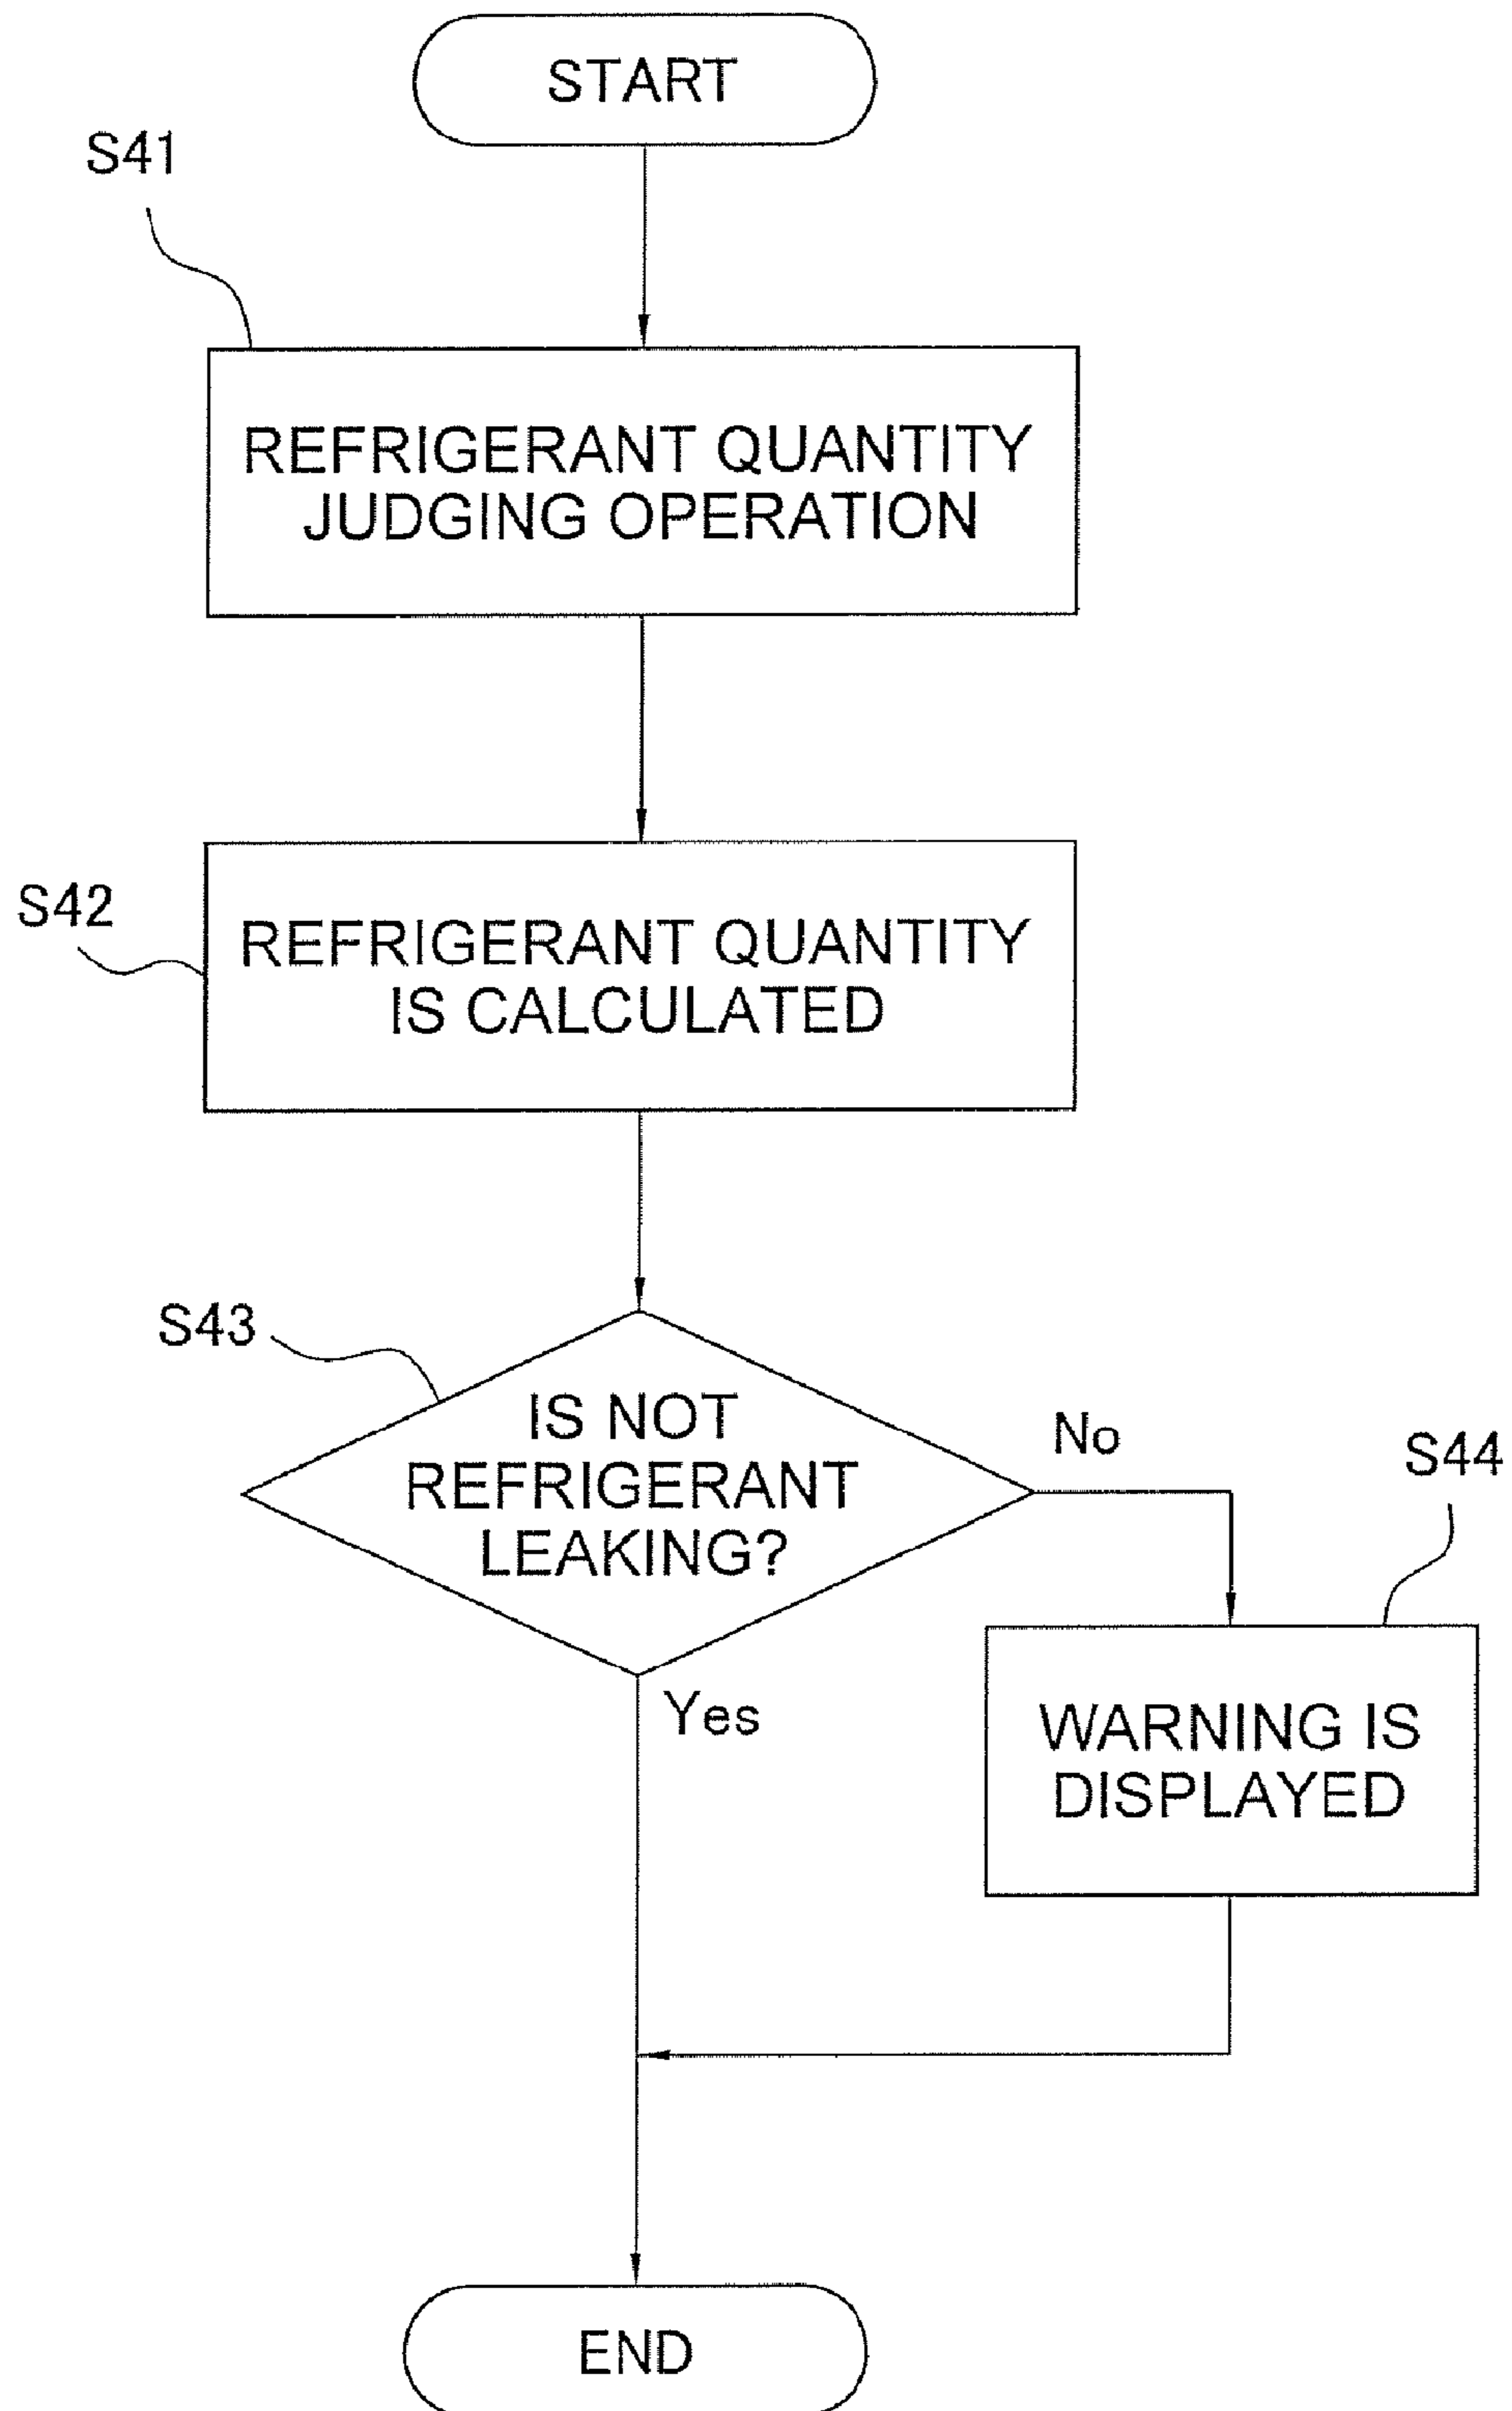 START
S41
REFRIGERANT QUANTITY
JUDGING OPERATION
S42
REFRIGERANT QUANTITY
IS CALCULATED
S43
IS NOT
REFRIGERANT
LEAKING?
No
S44
Yes
WARNING IS
DISPLAYED
END